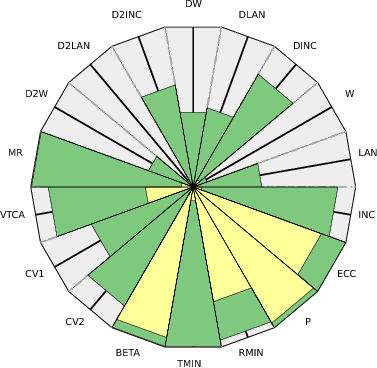 DW
D2INC DLAN
D2LAN DINC
D2W W
MR LAN
VTCA INC
CV1 ECC
CV2 P
BETA RMIN
TMIN